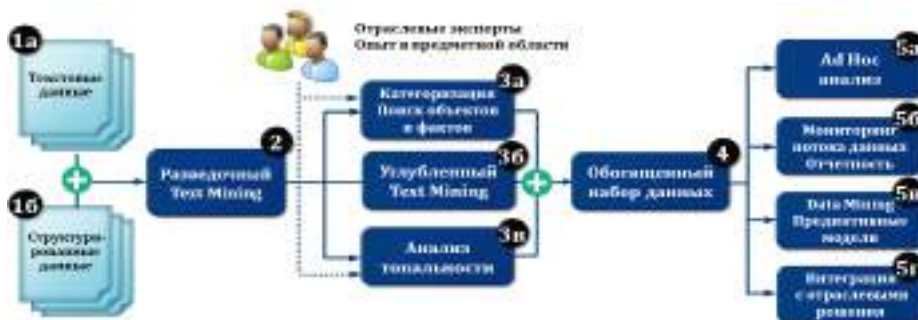 1а
Текстовые
данные
1б
Структури-
рованные
данные
2
Разведочный
Text Mining
Отраслевые эксперты
Опыт в предметной области
3а
Категоризация
Поиск объектов
и фактов
3б
Углубленный
Text Mining
3в
Анализ
тональности
4
Обогащенный
набор данных
5а
Ad Hoc
анализ
5б
Мониторинг
потока данных
Отчетность
5в
Data Mining
Предиктивные
модели
5г
Интеграция
с отраслевыми
решения